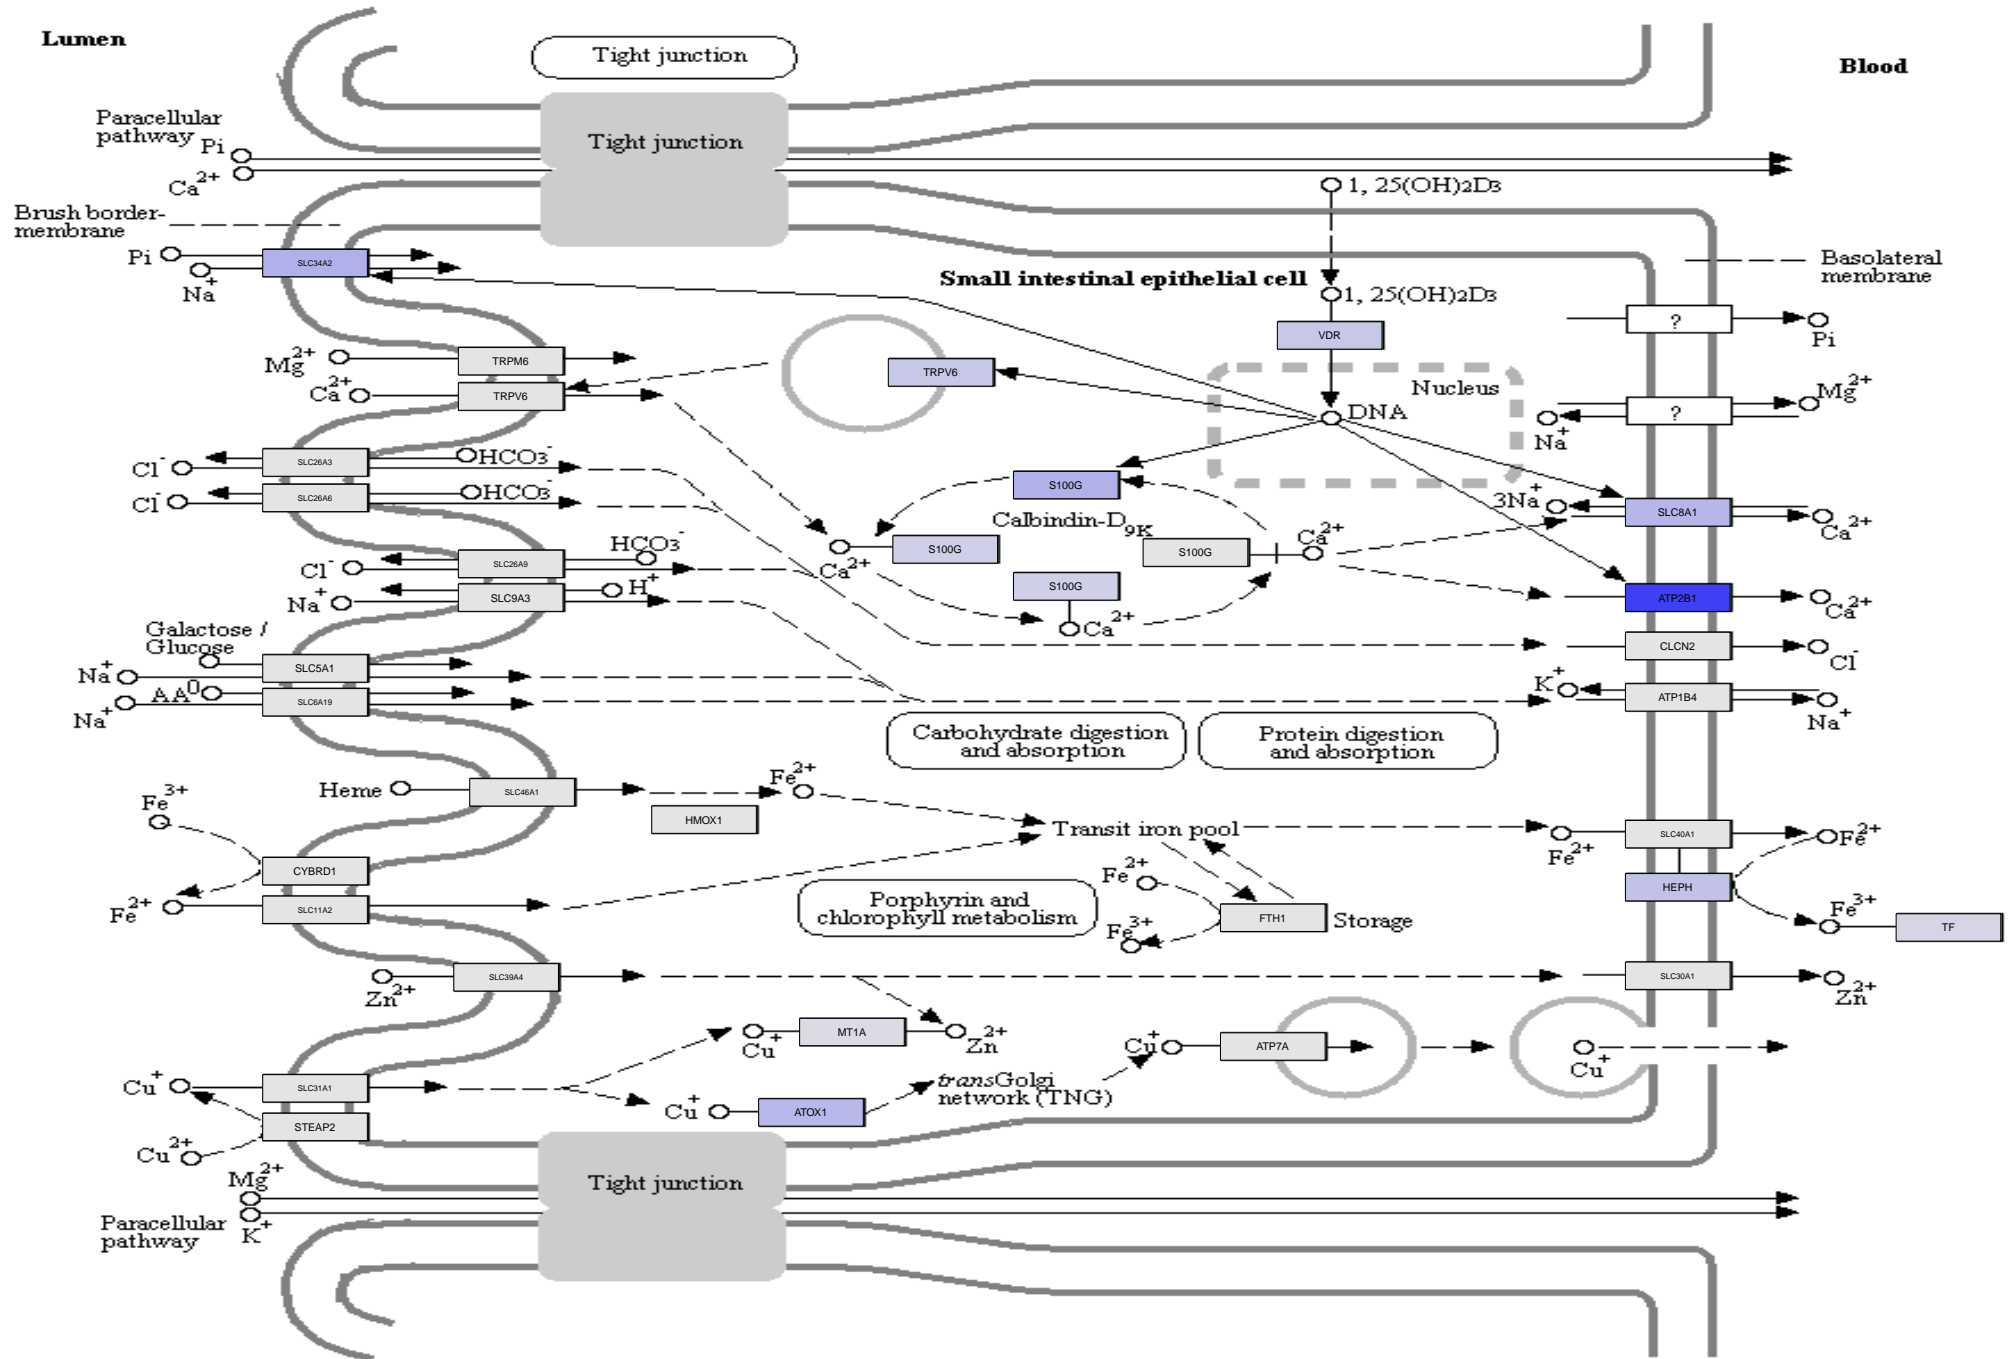 Lumen
Tight junction
Blood
Paracellular
pathway
Pi
Ca2+
Tight junction
1, 25(OH)2D3
Brush border-
membrane
Pi
SLC34A2
Na+
Small intestinal epithelial cell
1, 25(OH)2D3
Basolateral
membrane
VDR
?
Pi
Mg2+
TRPM6
TRPV6
Nucleus
Ca2+
TRPV6
DNA
?
Mg2+
Na+
Cl-
SLC26A3
HCO3-
Cl-
SLC26A6
HCO3-
S100G
3Na+
SLC8A1
Ca2+
Calbindin-D9K
Ca2+
S100G
Ca2+
S100G
HCO3-
Cl-
SLC26A9
H+
Na+
SLC9A3
S100G
Ca2+
ATP2B1
Ca2+
Galactose /
Glucose
Na+
SLC5A1
CLCN2
Cl-
AA0
Na+
SLC6A19
K+
ATP1B4
Na+
Carbohydrate digestion
and absorption
Protein digestion
and absorption
Heme
SLC46A1
Fe2+
HMOX1
Fe3+
Transit iron pool
Fe2+
SLC40A1
Fe2+
CYBRD1
Fe2+
HEPH
Fe2+
SLC11A2
Porphyrin and
chlorophyll metabolism
Fe3+
FTH1
Storage
Fe3+
TF
Zn2+
SLC39A4
SLC30A1
Zn2+
Cu+
MT1A
Zn2+
Cu+
ATP7A
Cu+
Cu+
SLC31A1
transGolgi
network (TNG)
Cu+
ATOX1
STEAP2
Cu2+
Mg2+
Tight junction
K+
Paracellular
pathway